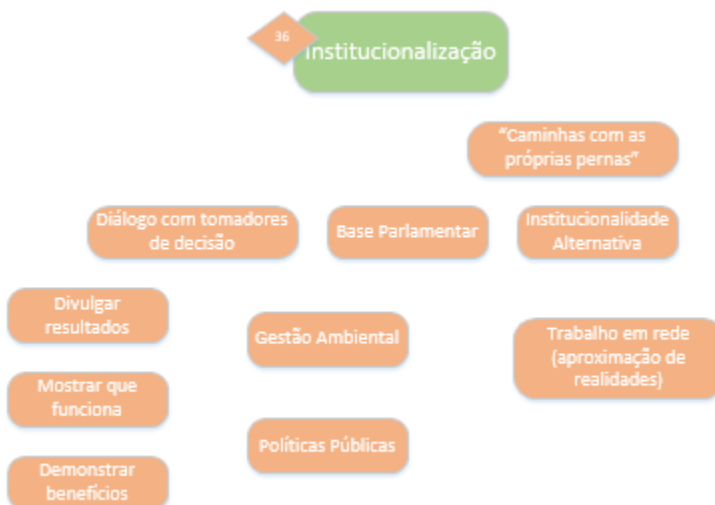 36
Institucionalização
“Caminhas com as
próprias pernas”
Diálogo com tomadores
de decisão
Base Parlamentar
Institucionalidade
Alternativa
Divulgar
resultados
Gestão Ambiental
Trabalho em rede
(aproximação de
realidades)
Mostrar que
funciona
Políticas Públicas
Demonstrar
benefícios